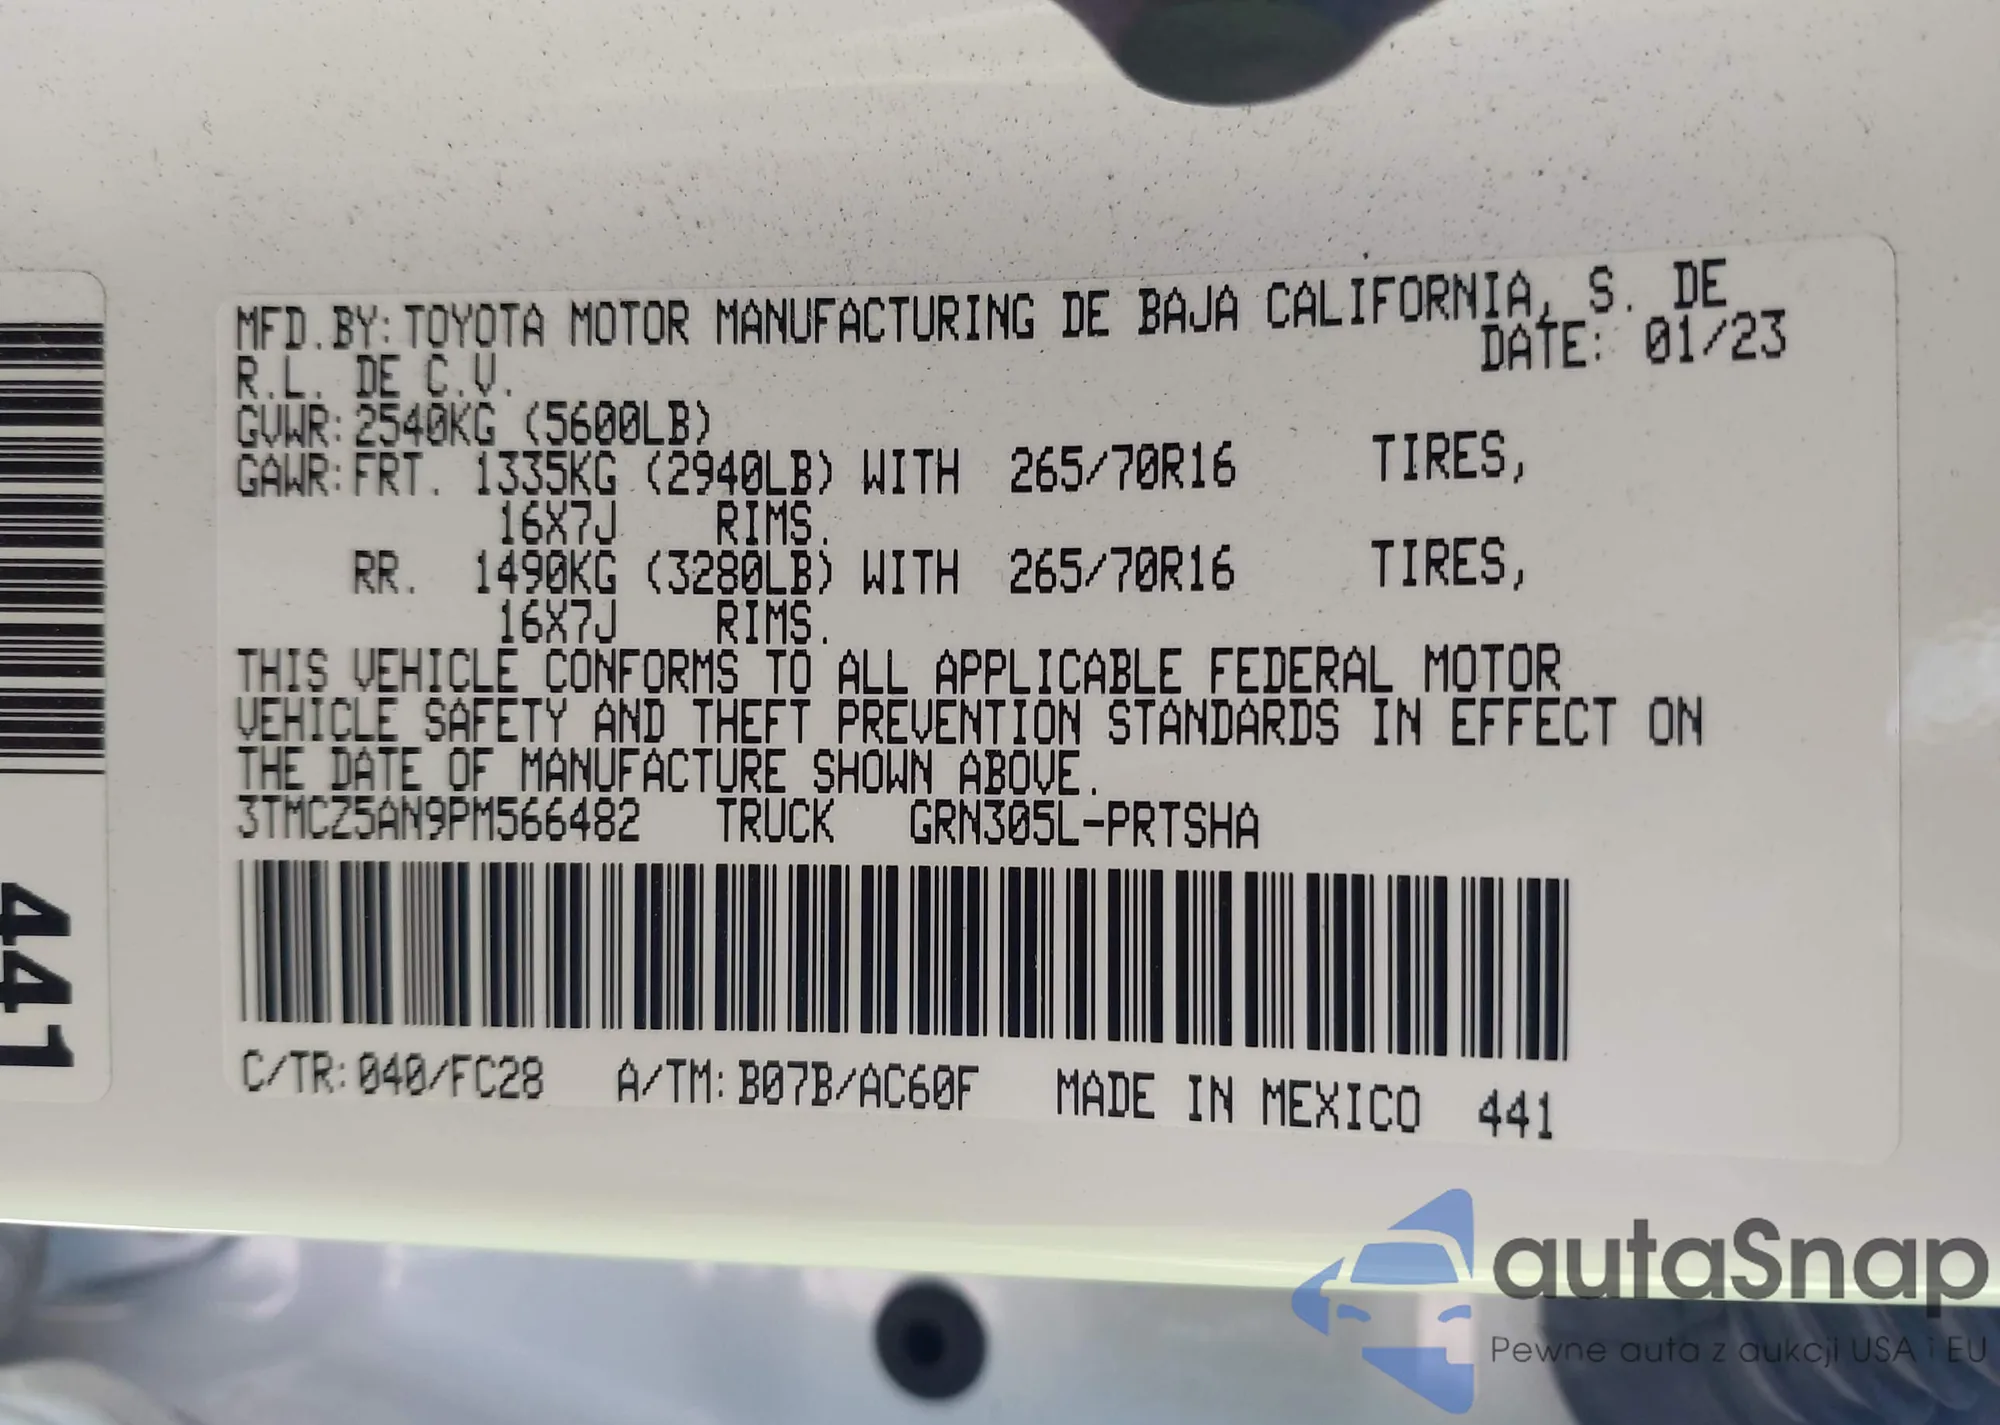 MFD.BY:TOYOTA MOTOR MANUFACTURING DE BAJA CALIFORNIA, S. DE
R.L. DE C.V. DATE: 01/23
GVWR:2540KG (5600LB)
GAWR:FRT. 1335KG (2940LB) WITH 265/70R16 TIRES,
16X7J RIMS.
RR. 1490KG (3280LB) WITH 265/70R16 TIRES,
16X7J RIMS.
THIS VEHICLE CONFORMS TO ALL APPLICABLE FEDERAL MOTOR
VEHICLE SAFETY AND THEFT PREVENTION STANDARDS IN EFFECT ON
THE DATE OF MANUFACTURE SHOWN ABOVE.
3TMCZ5AN9PM566482 TRUCK GRN305L-PRTSHA
C/TR:040/FC28 A/TM:B07B/AC60F MADE IN MEXICO 441
441
autaSnap
Pewne auta z aukcji USA i EU